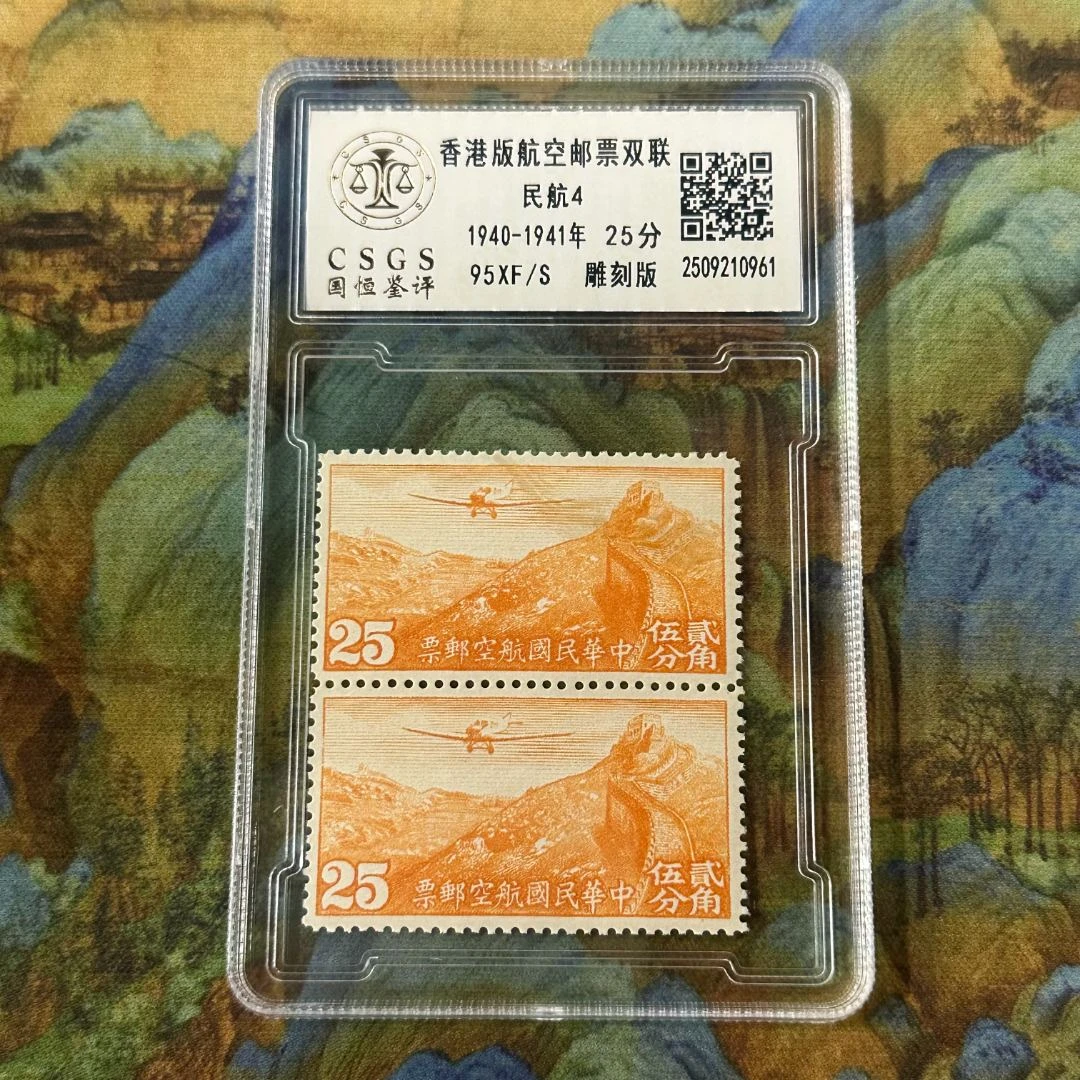 CSGS
CSGS
CSGS
国恒鉴评
香港版航空邮票双联
民航4
1940-1941年 25分
95XF/S 雕刻版
2509210961
25 票郵空航國民華中 伍分 貳角
25 票郵空航國民華中 伍分 貳角